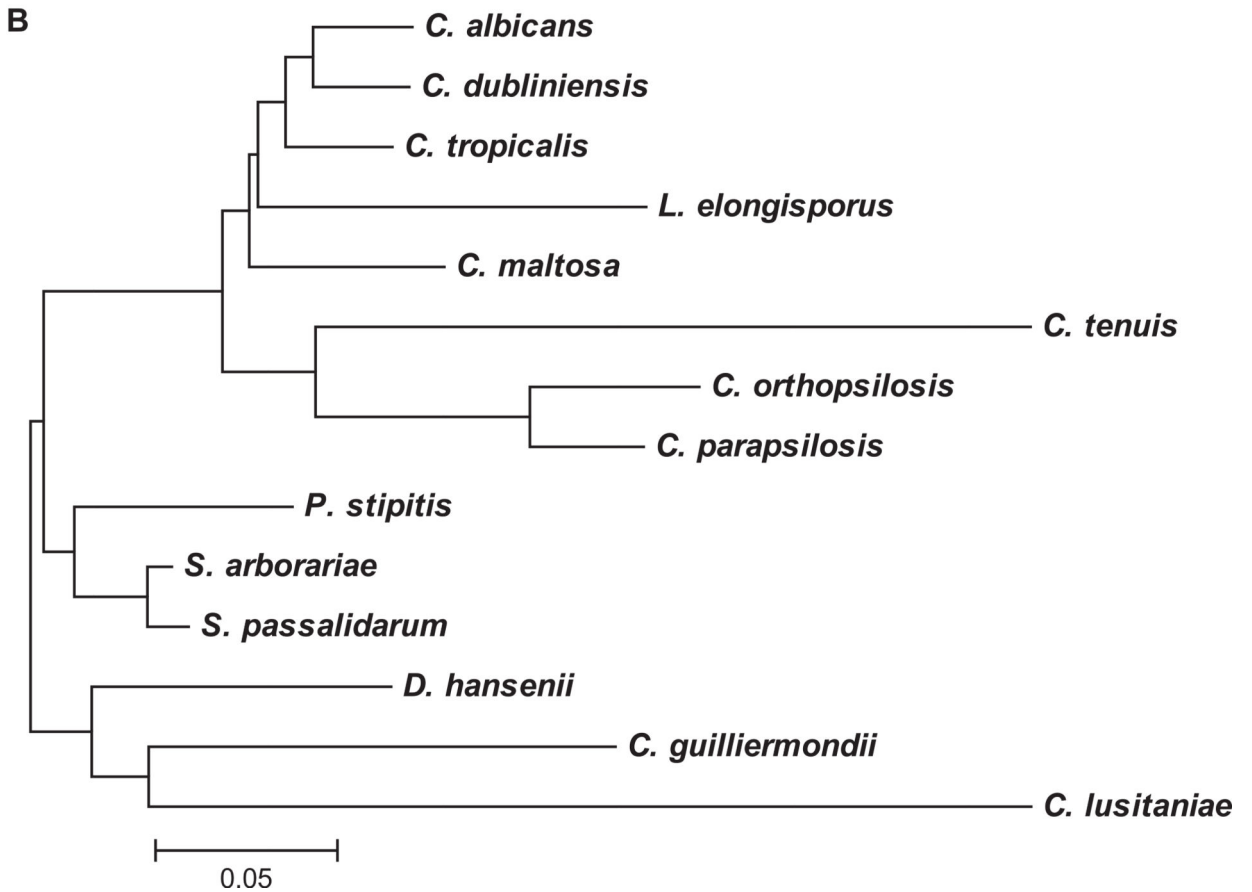 B
C. albicans
C. dubliniensis
C. tropicalis
L. elongisporus
C. maltosa
C. tenuis
C. orthopsilosis
C. parapsilosis
P. stipitis
S. arborariae
S. passalidarum
D. hansenii
C. guilliermondii
C. lusitaniae
0.05